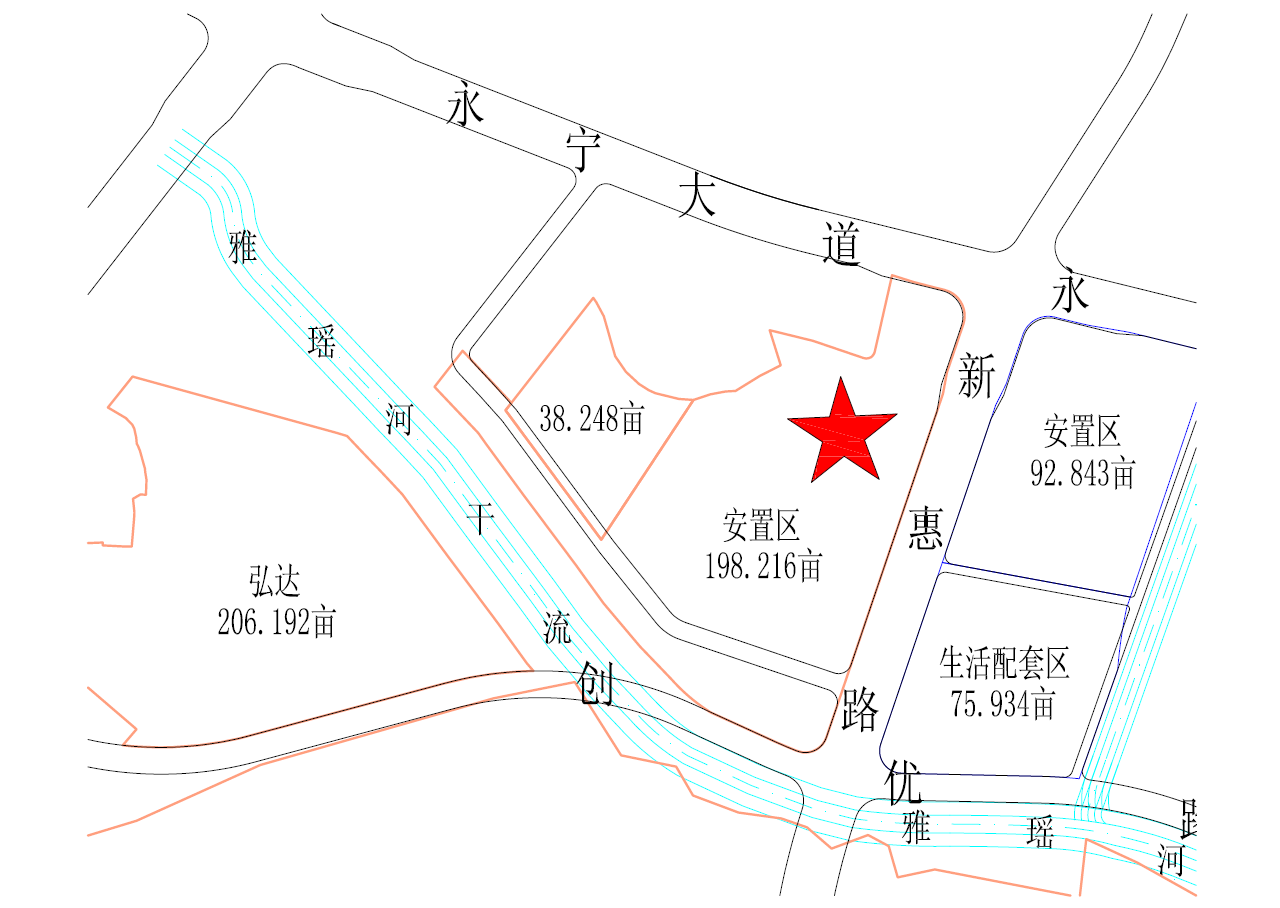 永宁大道
雅瑶河干流
永新惠路
38.248亩
安置区
92.843亩
安置区
198.216亩
弘达
206.192亩
生活配套区
75.934亩
创优路
雅瑶河